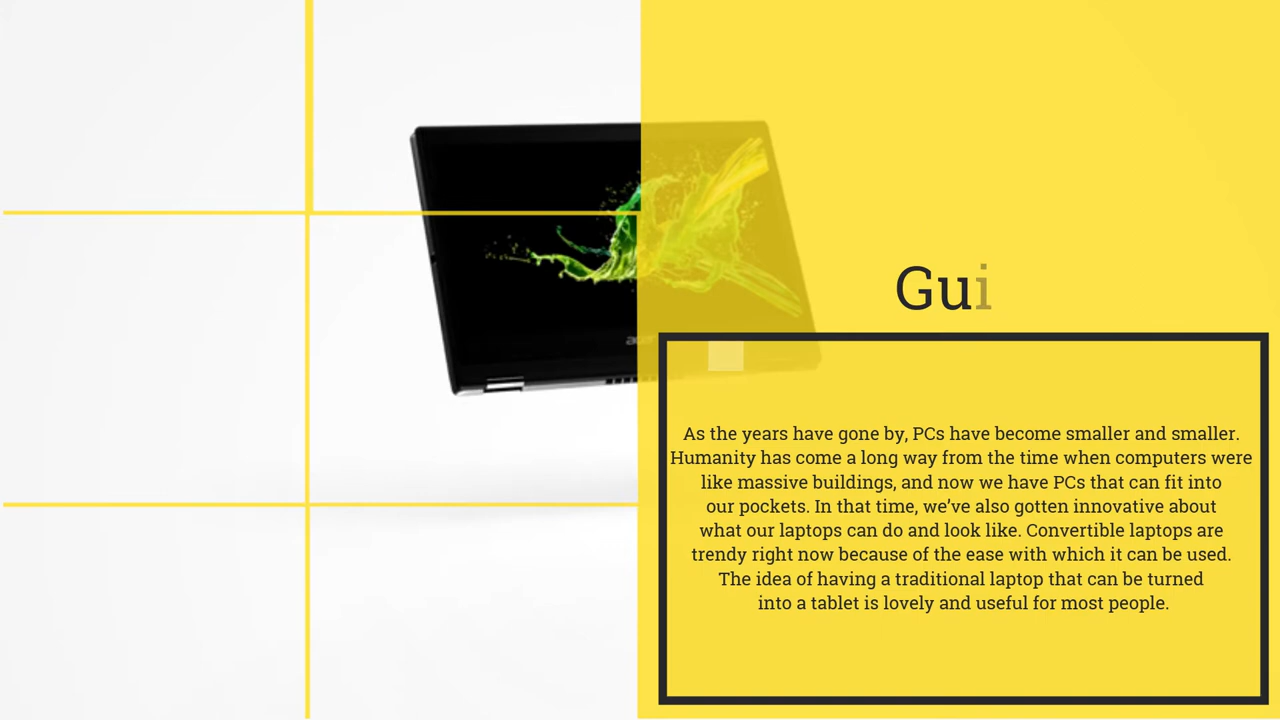 acer
Gui
As the years have gone by, PCs have become smaller and smaller.
Humanity has come a long way from the time when computers were
like massive buildings, and now we have PCs that can fit into
our pockets. In that time, we’ve also gotten innovative about
what our laptops can do and look like. Convertible laptops are
trendy right now because of the ease with which it can be used.
The idea of having a traditional laptop that can be turned
into a tablet is lovely and useful for most people.